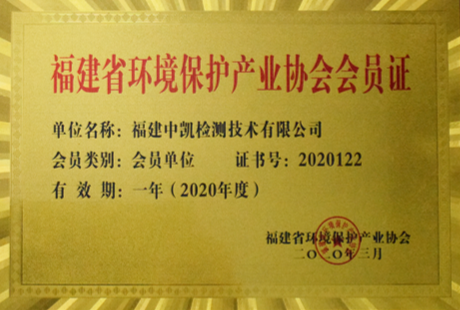 福建省环境保护产业协会会员证
单位名称：福建中凯检测技术有限公司
会员类别：会员单位 证书号：2020122
有 效 期：一年（2020年度）
福建省环境保护产业协会
二〇二〇年三月